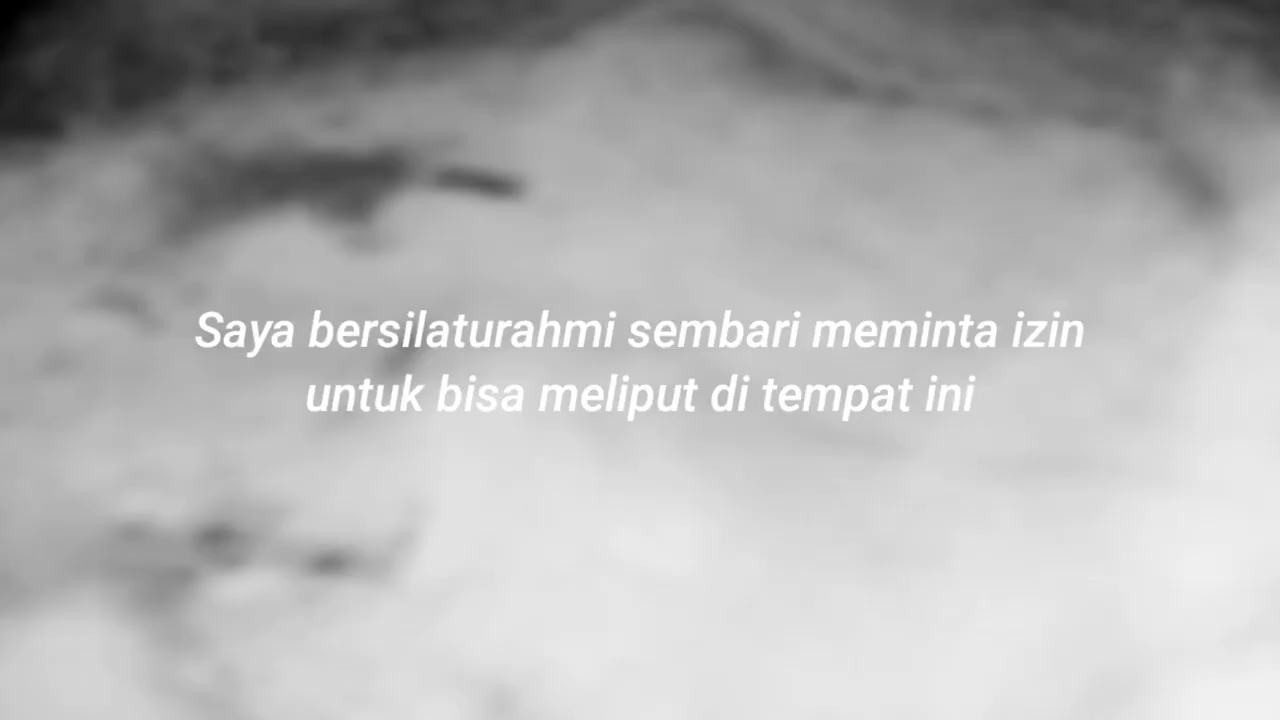 Saya bersilaturahmi sembari meminta izin
untuk bisa meliput di tempat ini